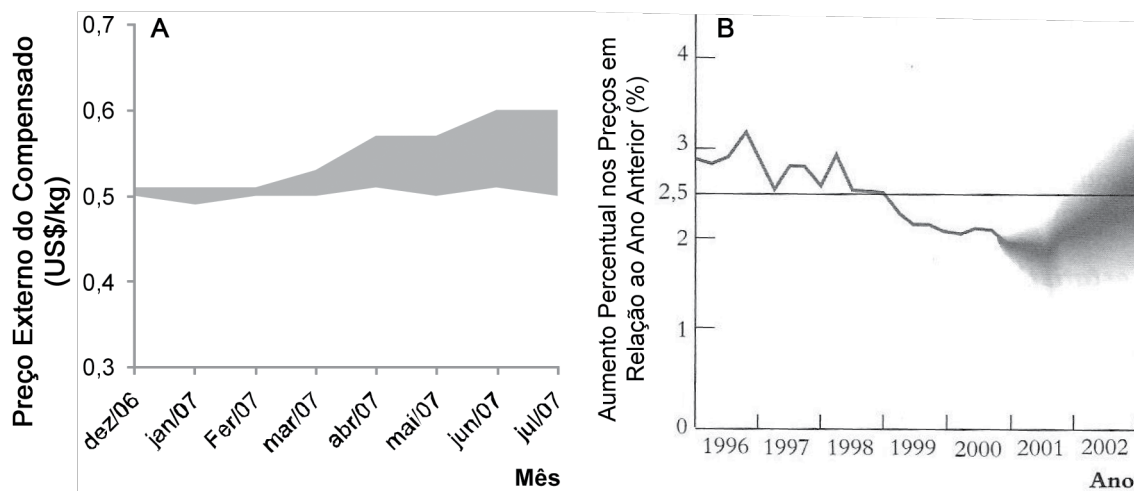 Preço Externo do Compensado
(US$/kg)
A
0,7
0,6
0,5
0,4
0,3
dez/06
jan/07
Fer/07
mar/07
abr/07
mai/07
jun/07
jul/07
Mês
Aumento Percentual nos Preços em
Relação ao Ano Anterior (%)
B
4
3
2,5
2
1
0
1996
1997
1998
1999
2000
2001
2002
Ano